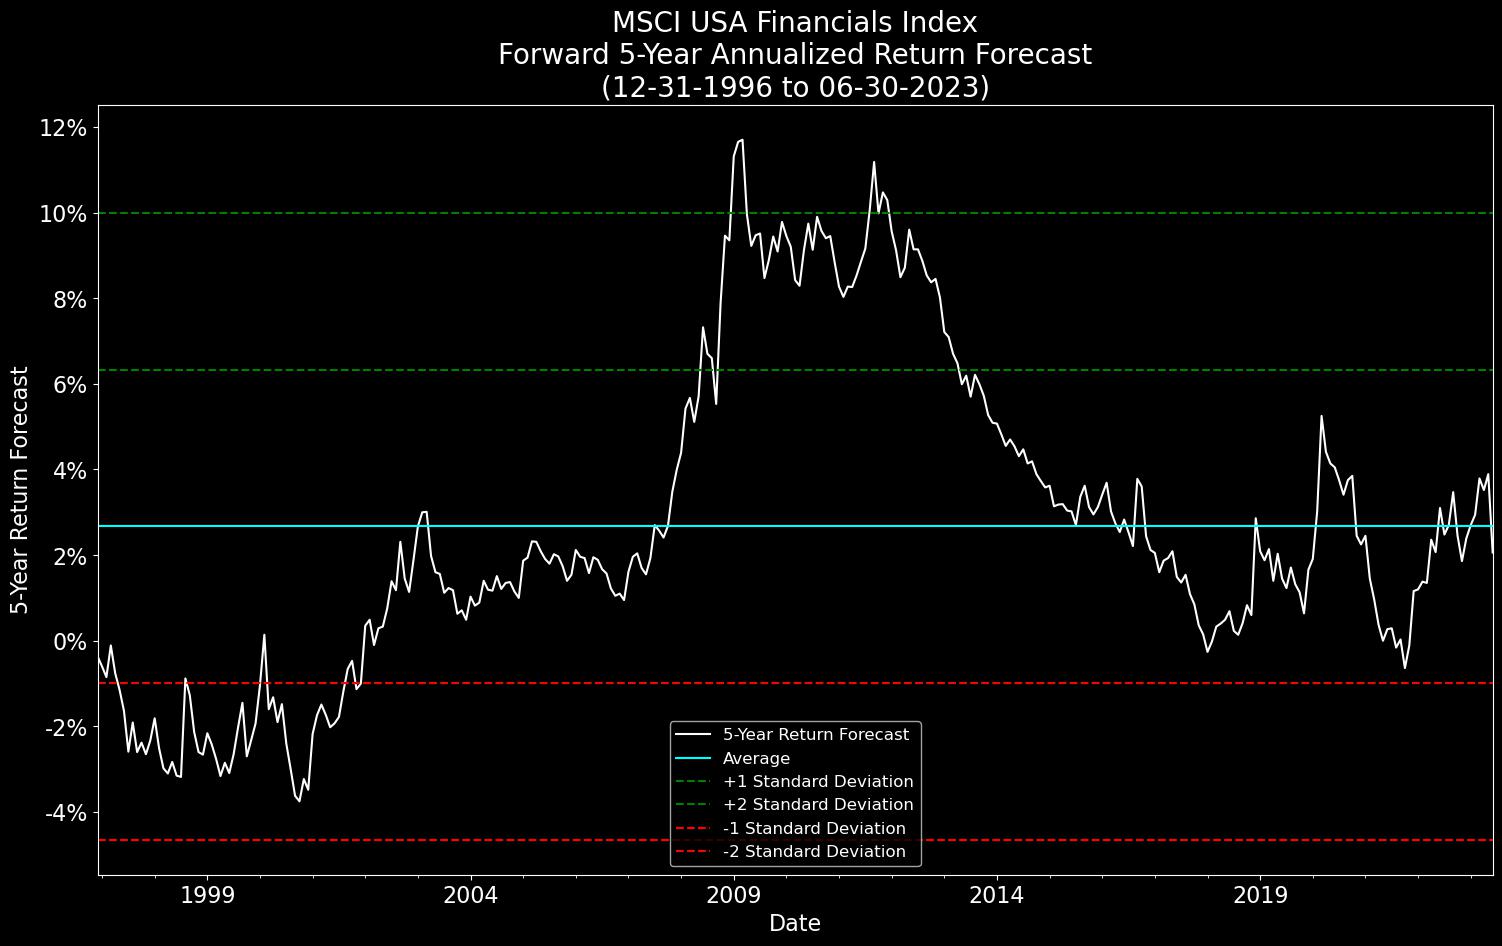 MSCI USA Financials Index
Forward 5-Year Annualized Return Forecast
(12-31-1996 to 06-30-2023)
12%
10%
8%
6%
4%
2%
0%
-2%
-4%
5-Year Return Forecast
5-Year Return Forecast
Average
+1 Standard Deviation
+2 Standard Deviation
-1 Standard Deviation
-2 Standard Deviation
1999
2004
2009
2014
2019
Date